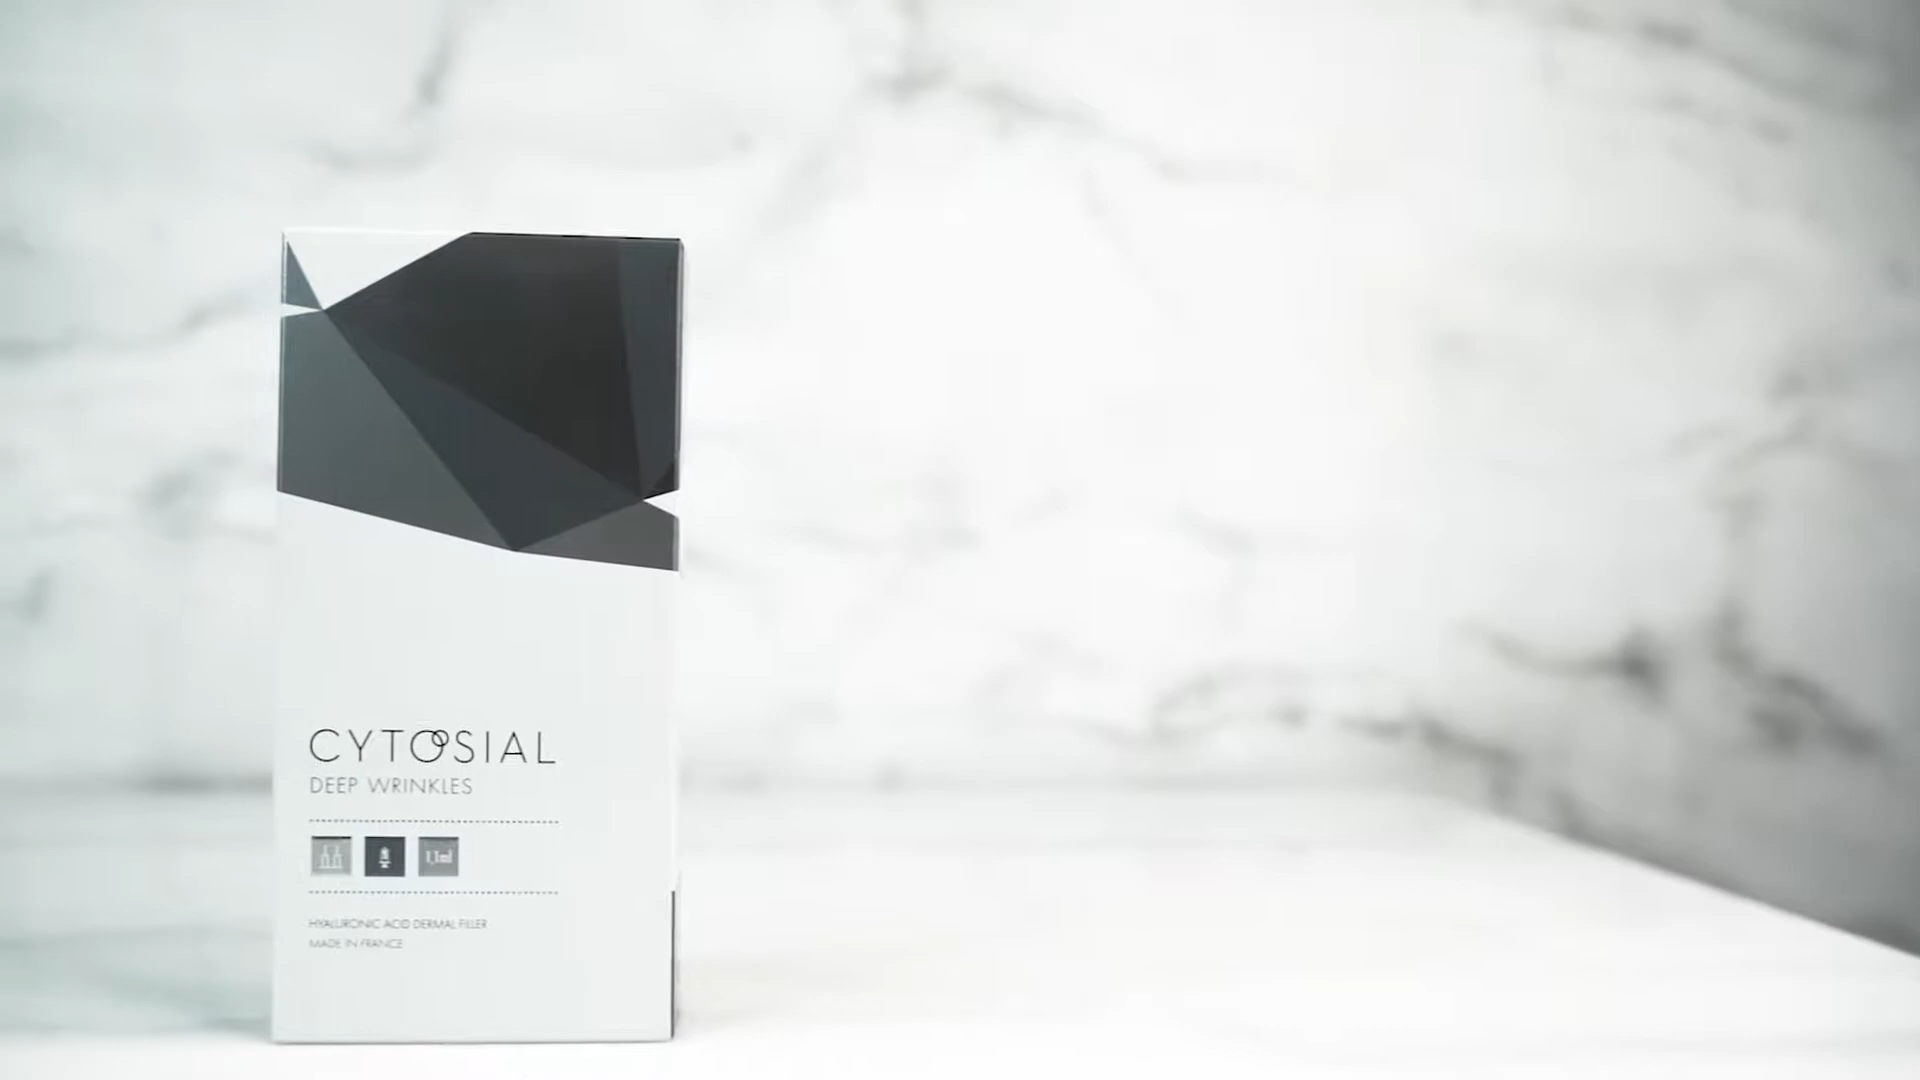 CYTOSIAL
DEEP WRINKLES
1,1ml
HYALURONIC ACID DERMAL FILLER
MADE IN FRANCE